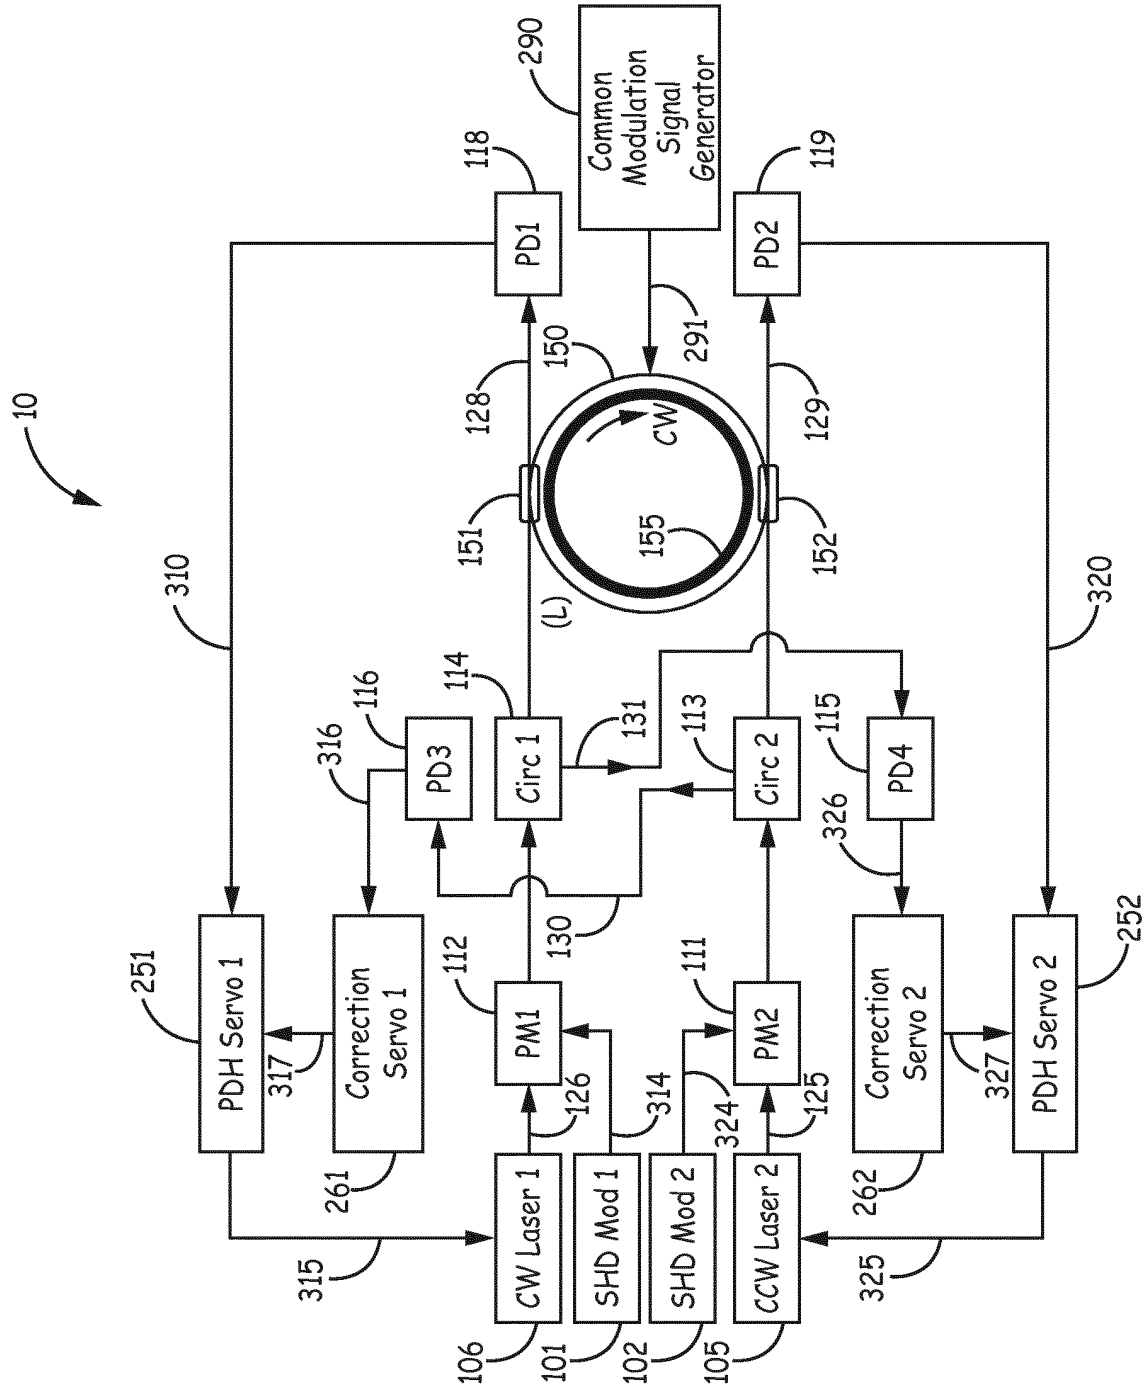 10
310
320
251
PDH Servo 1
317
Correction
Servo 1
261
315
316
116
PD3
114
Circ 1
131
130
113
Circ 2
115
PD4
326
112
PM1
126
314
111
PM2
324
125
CW Laser 1
106
SHD Mod 1
101
SHD Mod 2
102
CCW Laser 2
105
Correction
Servo 2
262
327
PDH Servo 2
252
325
151
128
150
(L)
CW
155
152
129
291
PD1
118
PD2
119
Common
Modulation
Signal
Generator
290